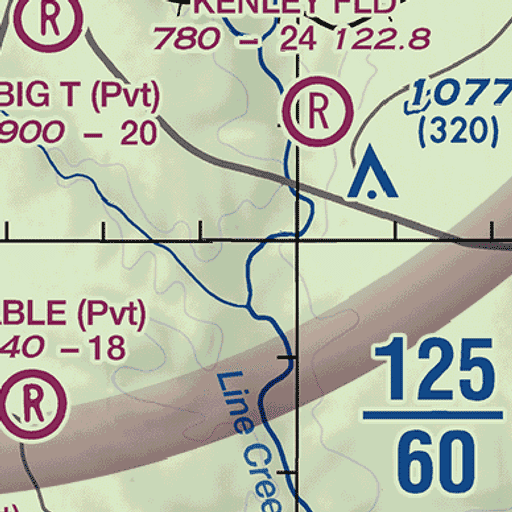 KENLEY FLD
780 – 24 122.8
R
BIG T (Pvt)
900 – 20
R
1077
(320)
BLE (Pvt)
40 – 18
R
125
60
Line Cree